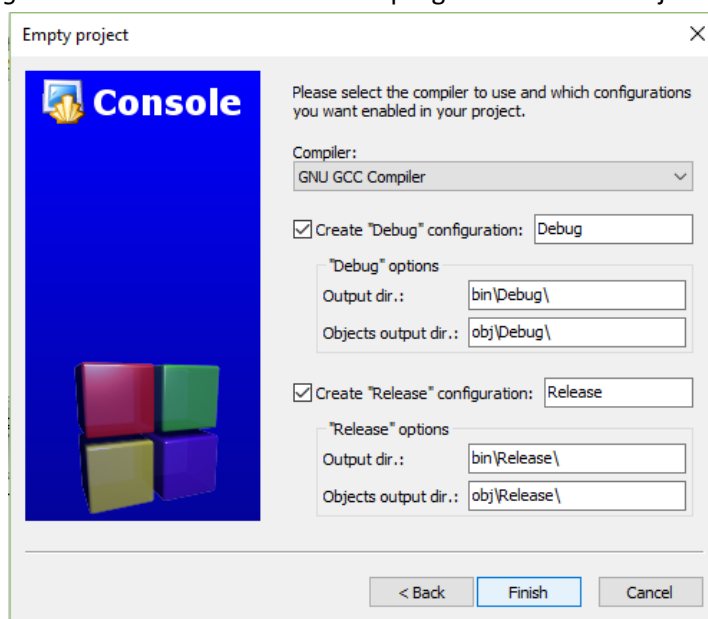 Empty project
Console
Please select the compiler to use and which configurations
you want enabled in your project.
Compiler:
GNU GCC Compiler
Create "Debug" configuration: Debug
"Debug" options
Output dir.: bin\Debug\
Objects output dir.: obj\Debug\
Create "Release" configuration: Release
"Release" options
Output dir.: bin\Release\
Objects output dir.: obj\Release\
< Back Finish Cancel